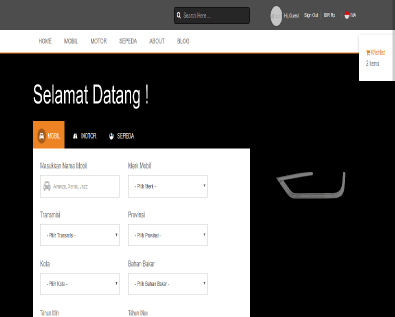 Search Here ...
Hi, Guest Sign Out IDR Rp INA
HOME MOBIL MOTOR SEPEDA ABOUT BLOG
Wishlist
2 items
Selamat Datang !
MOBIL MOTOR SEPEDA
Masukkan Nama Mobil Merk Mobil
Avanza, Xenia, Jazz - Pilih Merk -
Transmisi Provinsi
- Pilih Transmisi - - Pilih Provinsi -
Kota Bahan Bakar
- Pilih Kota - - Pilih Bahan Bakar -
Tahun Min Tahun Max